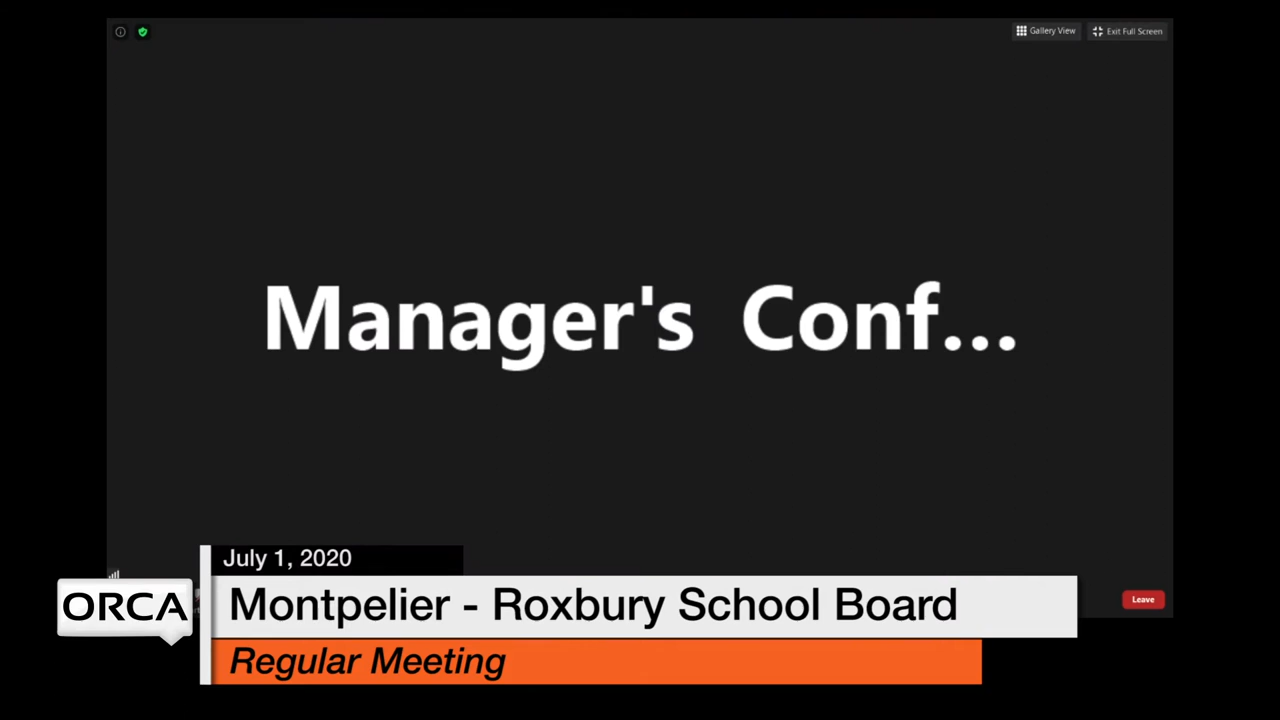 Gallery View
Exit Full Screen
Manager's Conf...
July 1, 2020
ORCA
Montpelier - Roxbury School Board
Leave
Regular Meeting